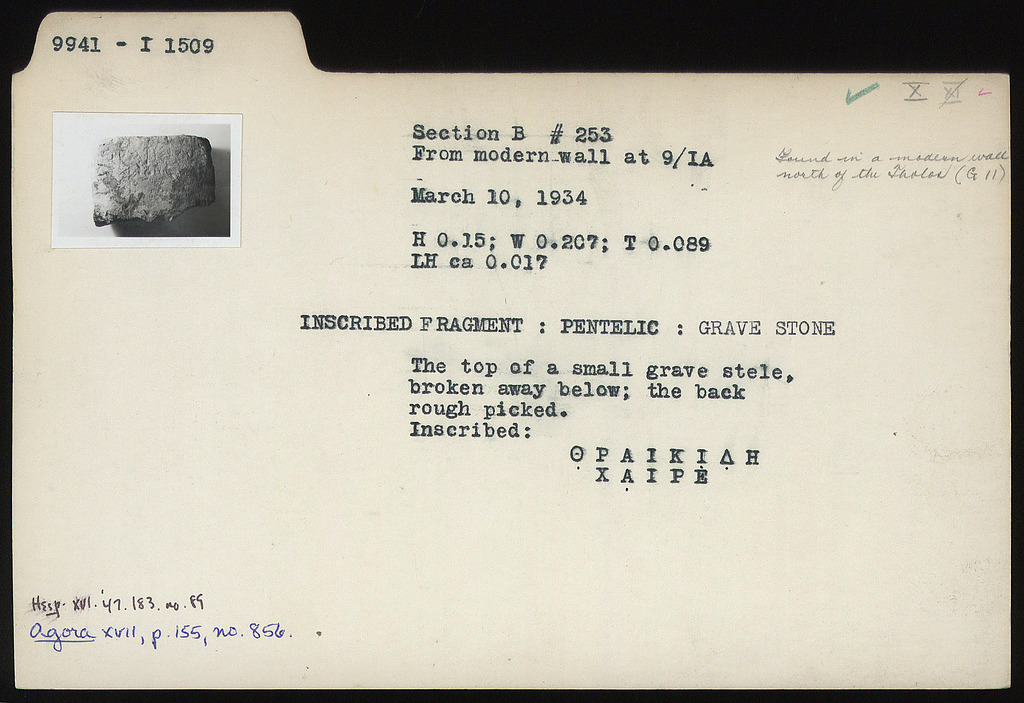 9941 - I 1509
X XI
Section B # 253
From modern wall at 9/IA
Found in a modern wall
north of the Tholos (G 11)
March 10, 1934
H 0.15; W 0.207; T 0.089
LH ca 0.017
INSCRIBED FRAGMENT : PENTELIC : GRAVE STONE
The top of a small grave stele,
broken away below; the back
rough picked.
Inscribed:
Θ Ρ Α Ι Κ Ι Δ Η
Χ Α Ι Ρ Ε
Hesp. XVI. '47. 183. no. 89
Agora XVII, p. 155, no. 856.